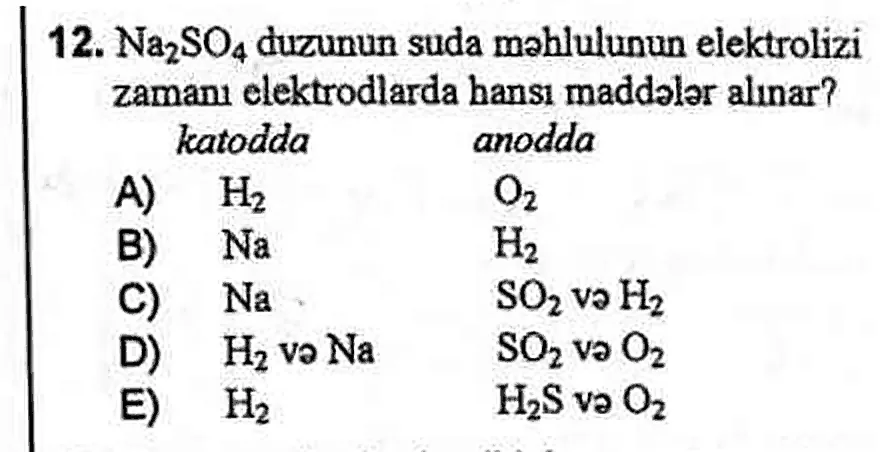 12. Na₂SO₄ duzunun suda məhlulunun elektrolizi
zamanı elektrodlarda hansı maddələr alınar?
katodda anodda
A) H₂ O₂
B) Na H₂
C) Na SO₂ və H₂
D) H₂ və Na SO₂ və O₂
E) H₂ H₂S və O₂